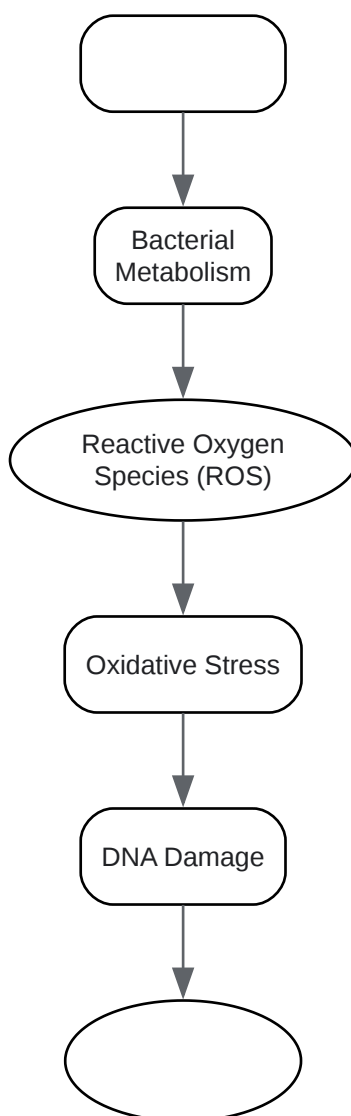 Bacterial
Metabolism
Reactive Oxygen
Species (ROS)
Oxidative Stress
DNA Damage